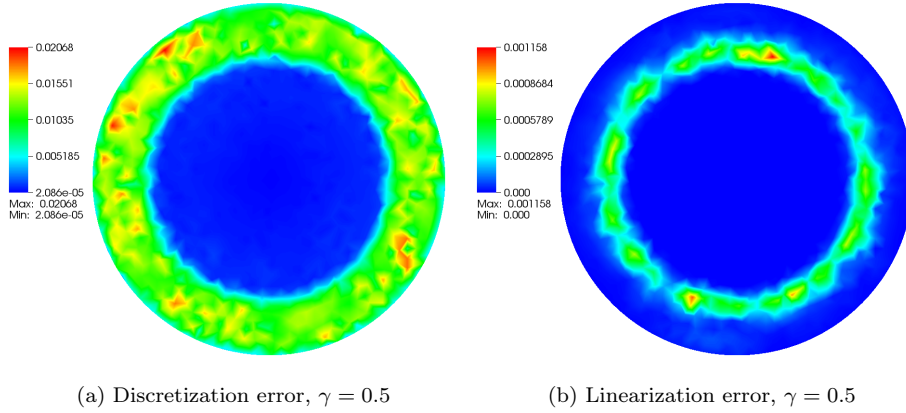 0.02068
0.01551
0.01035
0.005185
2.086e-05
Max: 0.02068
Min: 2.086e-05
0.001158
0.0008684
0.0005789
0.0002895
0.000
Max: 0.001158
Min: 0.000
(a) Discretization error, γ = 0.5
(b) Linearization error, γ = 0.5